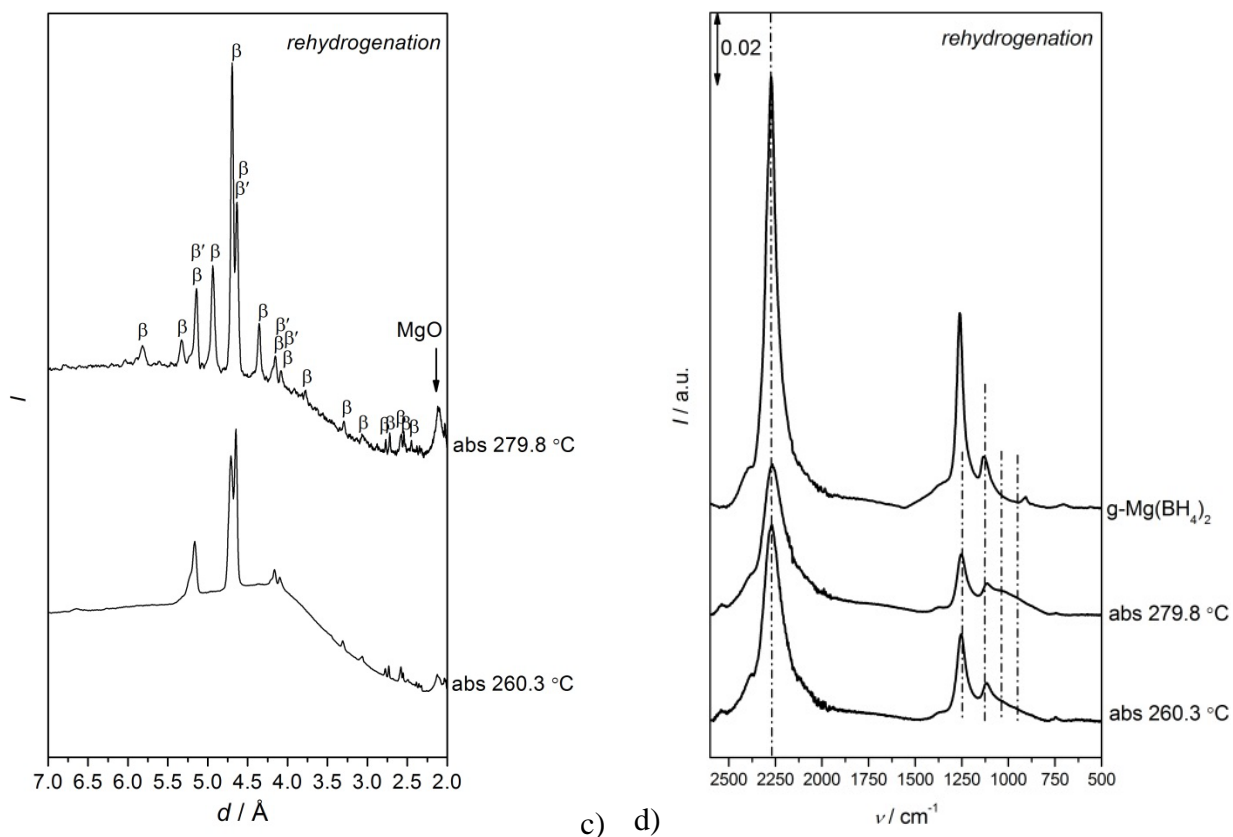 rehydrogenation
β
β
β′
β′
β
β
β
β
β
β′
β β′
β
β
β
β
β β β β β
MgO
abs 279.8 °C
abs 260.3 °C
I
7.0 6.5 6.0 5.5 5.0 4.5 4.0 3.5 3.0 2.5 2.0
d / Å
c)
d)
0.02
rehydrogenation
I / a.u.
g-Mg(BH4)2
abs 279.8 °C
abs 260.3 °C
2500 2250 2000 1750 1500 1250 1000 750 500
ν / cm-1